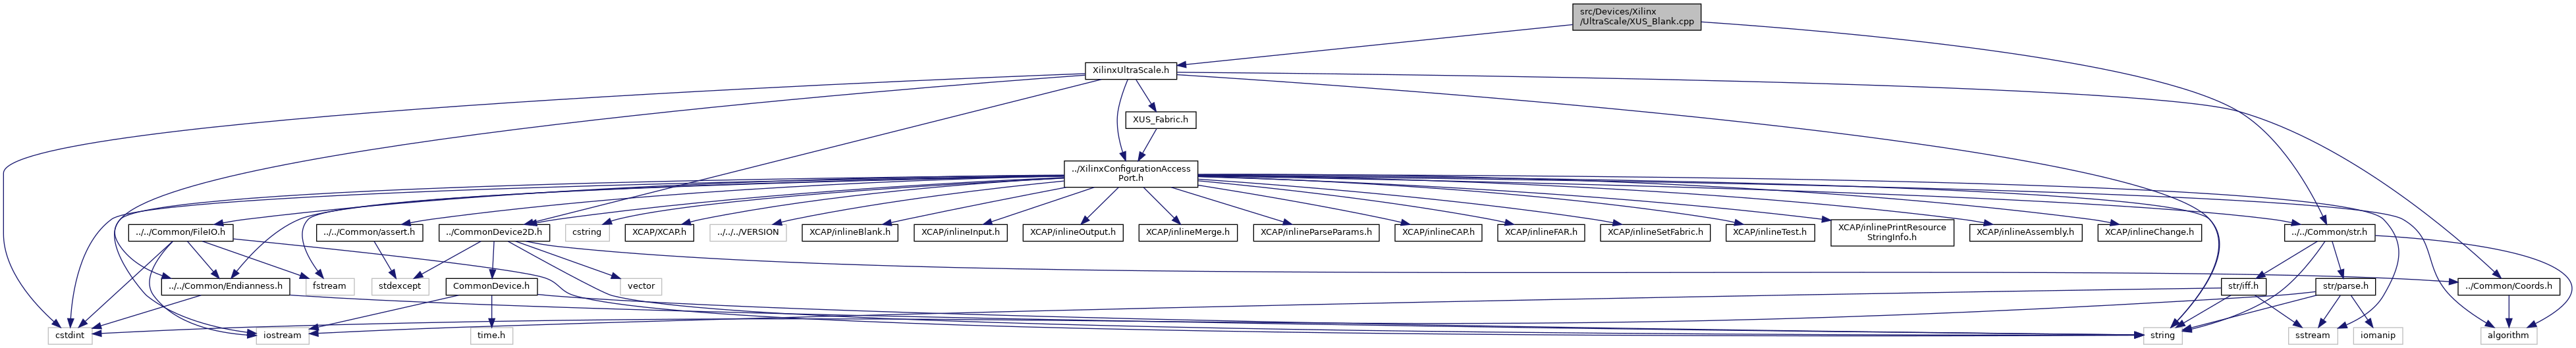 src/Devices/Xilinx
/UltraScale/XUS_Blank.cpp
XilinxUltraScale.h
XUS_Fabric.h
../XilinxConfigurationAccess
Port.h
../../Common/FileIO.h
../../Common/assert.h
../CommonDevice2D.h
cstring
XCAP/XCAP.h
../../../VERSION
XCAP/inlineBlank.h
XCAP/inlineInput.h
XCAP/inlineOutput.h
XCAP/inlineMerge.h
XCAP/inlineParseParams.h
XCAP/inlineCAP.h
XCAP/inlineFAR.h
XCAP/inlineSetFabric.h
XCAP/inlineTest.h
XCAP/inlinePrintResource
StringInfo.h
XCAP/inlineAssembly.h
XCAP/inlineChange.h
../../Common/str.h
../../Common/Endianness.h
fstream
stdexcept
CommonDevice.h
vector
str/iff.h
str/parse.h
../Common/Coords.h
cstdint
iostream
time.h
string
sstream
iomanip
algorithm